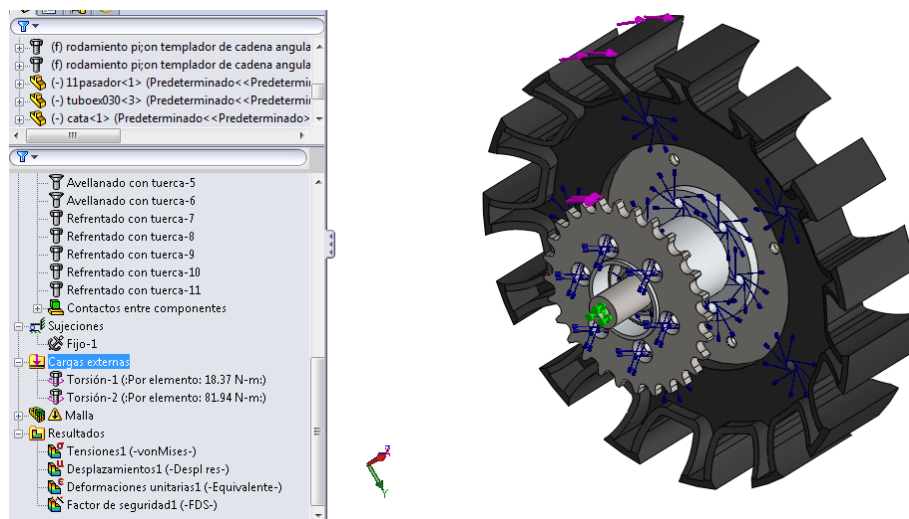 (f) rodamiento pi;on templador de cadena angula
(f) rodamiento pi;on templador de cadena angula
(-) 11pasador<1> (Predeterminado<<Predetermi
(-) tuboex030<3> (Predeterminado<<Predetermi
(-) cata<1> (Predeterminado<<Predeterminado>
Avellanado con tuerca-5
Avellanado con tuerca-6
Refrentado con tuerca-7
Refrentado con tuerca-8
Refrentado con tuerca-9
Refrentado con tuerca-10
Refrentado con tuerca-11
Contactos entre componentes
Sujeciones
Fijo-1
Cargas externas
Torsión-1 (:Por elemento: 18.37 N-m:)
Torsión-2 (:Por elemento: 81.94 N-m:)
Malla
Resultados
Tensiones1 (-vonMises-)
Desplazamientos1 (-Despl res-)
Deformaciones unitarias1 (-Equivalente-)
Factor de seguridad1 (-FDS-)
Y